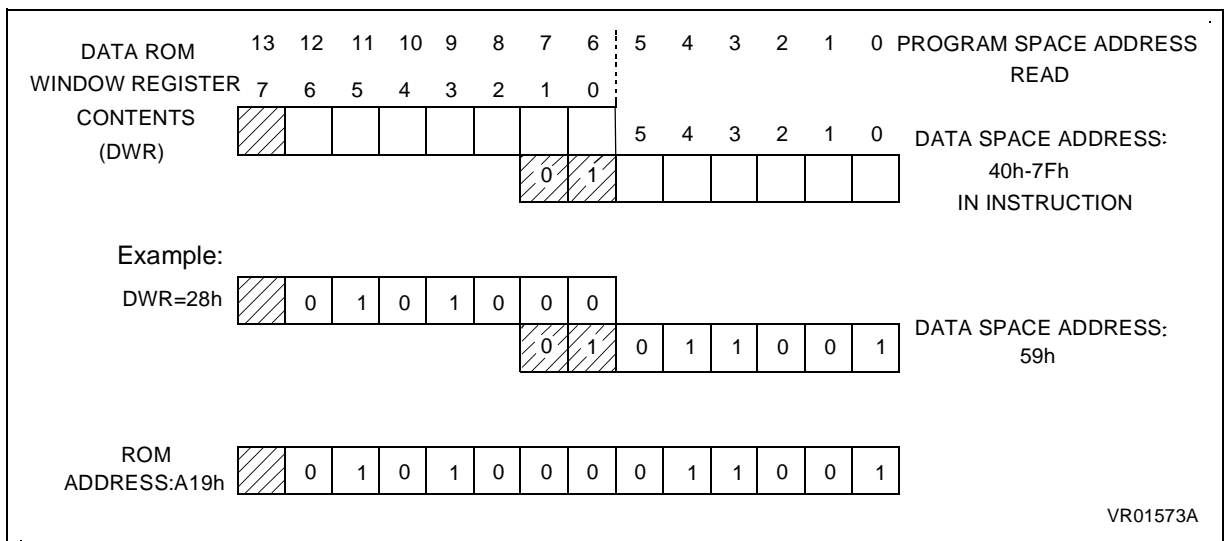 DATA ROM
WINDOW REGISTER
CONTENTS
(DWR)
13 12 11 10 9 8 7 6 5 4 3 2 1 0
PROGRAM SPACE ADDRESS
READ
7 6 5 4 3 2 1 0
5 4 3 2 1 0
DATA SPACE ADDRESS:
40h-7Fh
IN INSTRUCTION
0 1
Example:
DWR=28h
0 1 0 1 0 0 0
0 1 0 1 1 0 0 1
DATA SPACE ADDRESS:
59h
ROM
ADDRESS:A19h
0 1 0 1 0 0 0 0 1 1 0 0 1
VR01573A